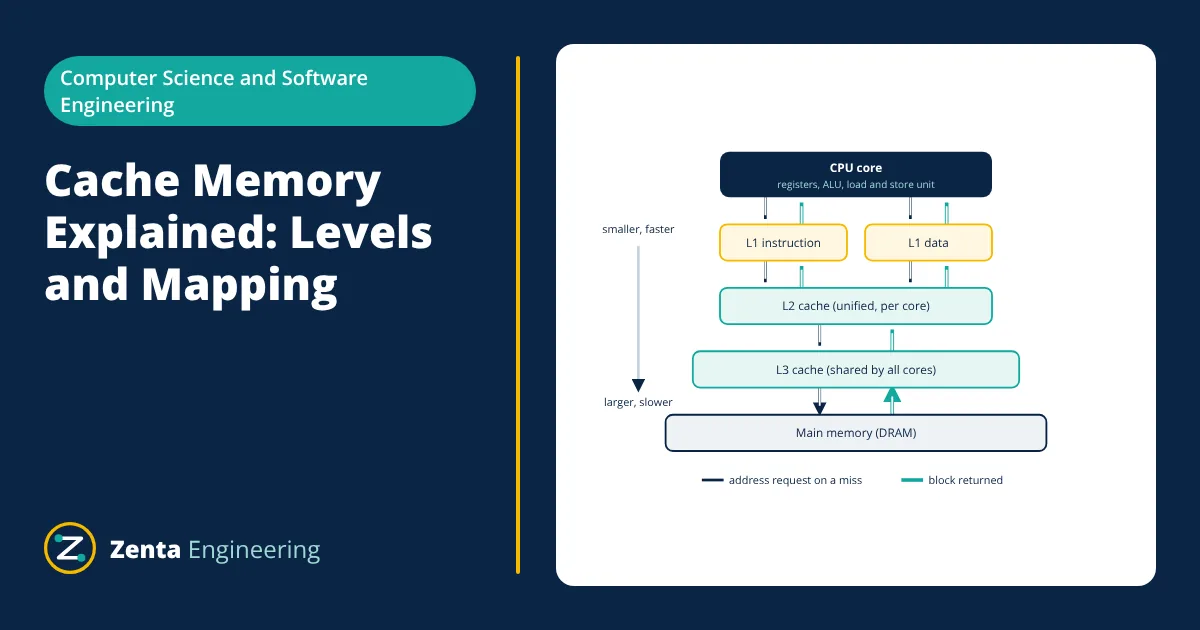 Computer Science and Software
Engineering
Cache Memory
Explained: Levels
and Mapping
Zenta Engineering
CPU core
registers, ALU, load and store unit
smaller, faster
L1 instruction
L1 data
L2 cache (unified, per core)
L3 cache (shared by all cores)
larger, slower
Main memory (DRAM)
address request on a miss
block returned